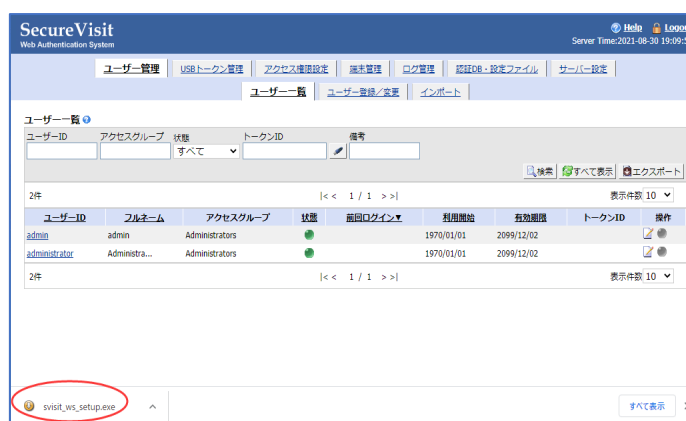 SecureVisit
Web Authentication System
Help Logou
Server Time:2021-08-30 19:09:5
ユーザー管理 USBトークン管理 アクセス権限設定 端末管理 ログ管理 認証DB・設定ファイル サーバー設定
ユーザー一覧 ユーザー登録/変更 インポート
ユーザー一覧
ユーザーID アクセスグループ 状態 トークンID 備考
すべて
検索 すべて表示 エクスポート
2件 |< < 1 / 1 > >| 表示件数 10
ユーザーID フルネーム アクセスグループ 状態 前回ログイン▼ 利用開始 有効期限 トークンID 操作
admin admin Administrators 1970/01/01 2099/12/02
administrator Administra... Administrators 1970/01/01 2099/12/02
2件 |< < 1 / 1 > >| 表示件数 10
svisit_ws_setup.exe すべて表示